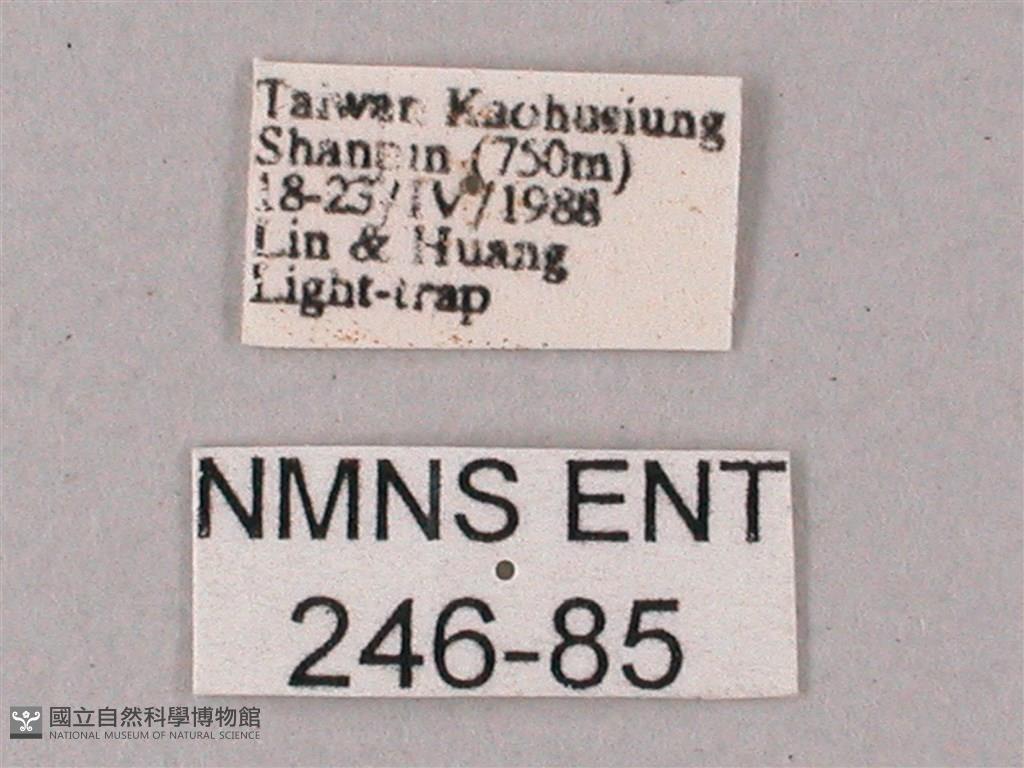 Taiwan Kaohusiung
Shanpin (750m)
18-23/IV/1988
Lin & Huang
Light-trap
NMNS ENT
246-85
國立自然科學博物館
NATIONAL MUSEUM OF NATURAL SCIENCE